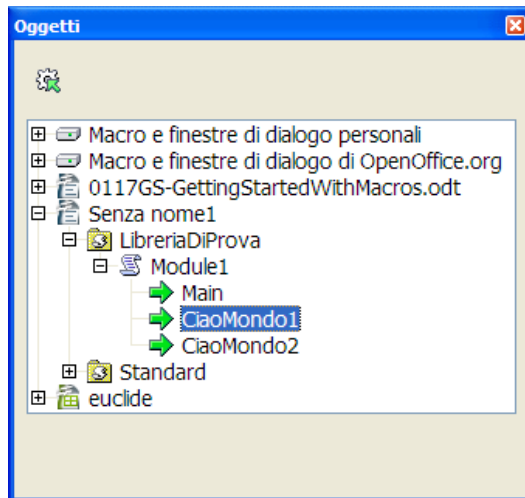 Oggetti
Macro e finestre di dialogo personali
Macro e finestre di dialogo di OpenOffice.org
0117GS-GettingStartedWithMacros.odt
Senza nome1
LibreriaDiProva
Module1
Main
CiaoMondo1
CiaoMondo2
Standard
euclide